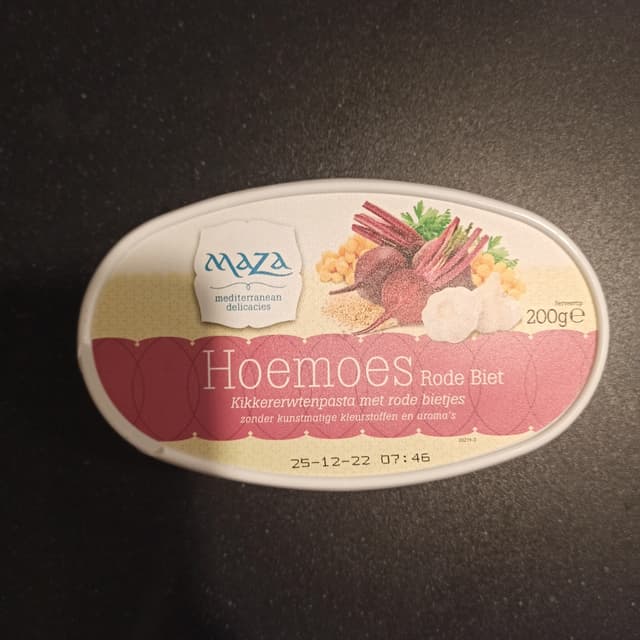 MAZA
mediterranean
delicacies
200g℮
Hoemoes Rode Biet
Kikkererwtenpasta met rode bietjes
zonder kunstmatige kleurstoffen en aroma's
25-12-22 07:46